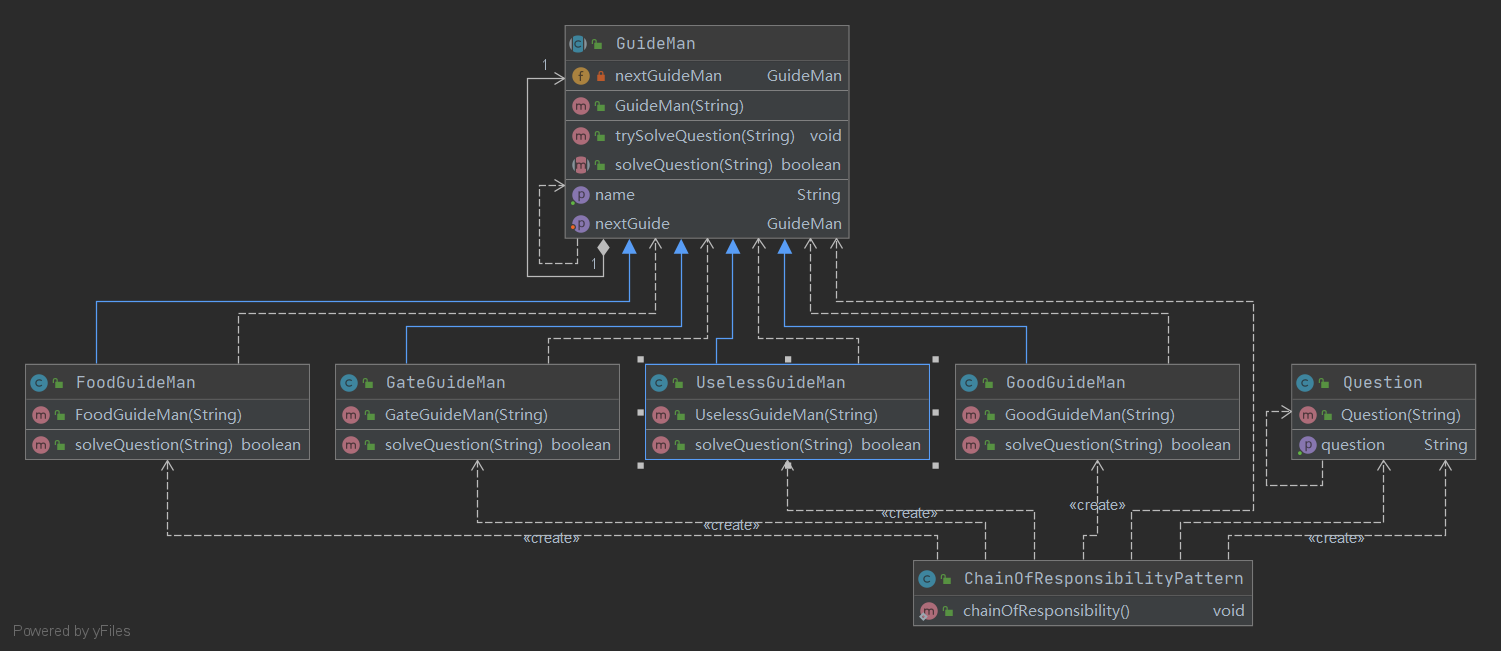 GuideMan
1
nextGuideMan GuideMan
GuideMan(String)
trySolveQuestion(String) void
solveQuestion(String) boolean
name String
nextGuide GuideMan
1
FoodGuideMan
FoodGuideMan(String)
solveQuestion(String) boolean
GateGuideMan
GateGuideMan(String)
solveQuestion(String) boolean
UselessGuideMan
UselessGuideMan(String)
solveQuestion(String) boolean
GoodGuideMan
GoodGuideMan(String)
solveQuestion(String) boolean
Question
Question(String)
question String
«create»
«create»
«create»
«create»
«create»
ChainOfResponsibilityPattern
chainOfResponsibility() void
Powered by yFiles